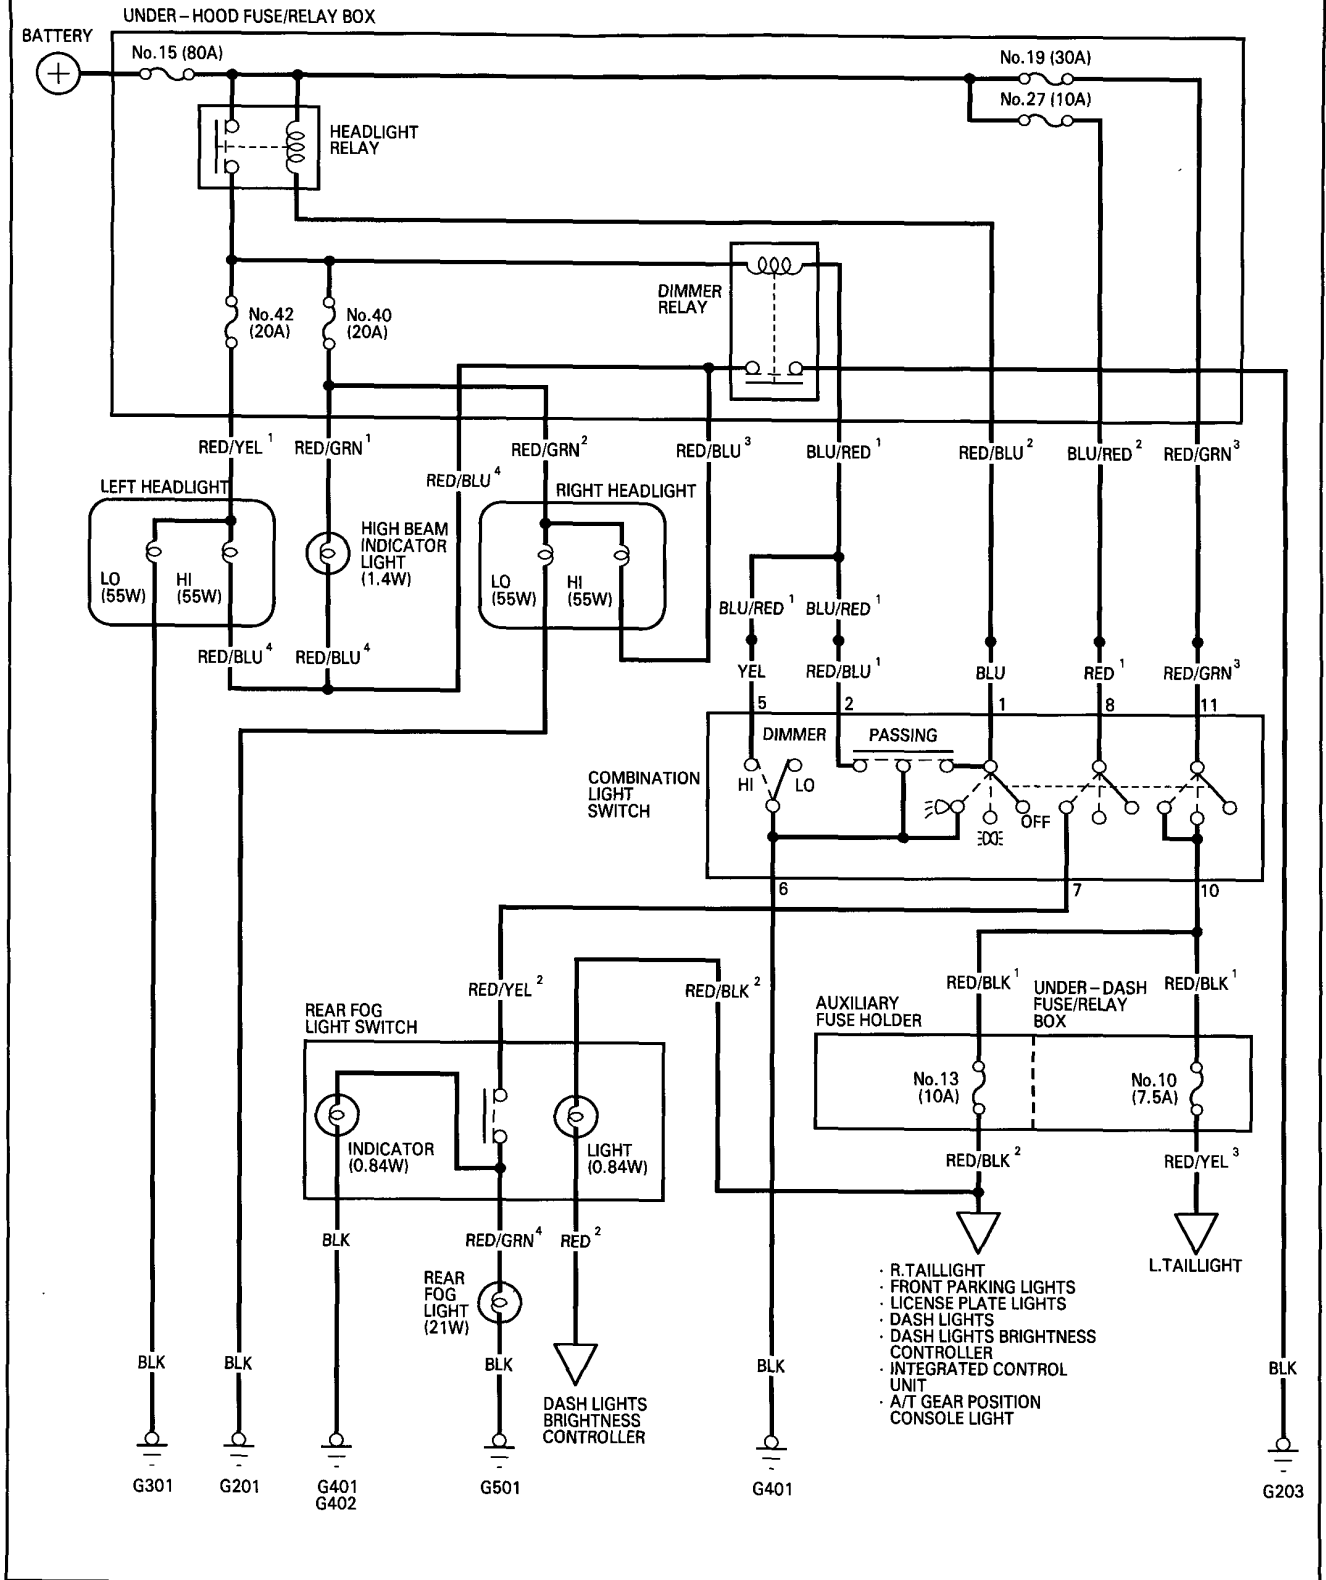 UNDER-HOOD FUSE/RELAY BOX
BATTERY
+
No.15 (80A)
No.19 (30A)
No.27 (10A)
HEADLIGHT
RELAY
DIMMER
RELAY
No.42
(20A)
No.40
(20A)
RED/YEL 1
RED/GRN 1
RED/GRN 2
RED/BLU 3
BLU/RED 1
RED/BLU 2
BLU/RED 2
RED/GRN 3
RED/BLU 4
LEFT HEADLIGHT
RIGHT HEADLIGHT
HIGH BEAM
INDICATOR
LIGHT
(1.4W)
LO
(55W)
HI
(55W)
LO
(55W)
HI
(55W)
BLU/RED 1
BLU/RED 1
RED/BLU 4
RED/BLU 4
YEL
RED/BLU 1
BLU
RED 1
RED/GRN 3
5
2
1
8
11
DIMMER
PASSING
COMBINATION
LIGHT
SWITCH
HI
LO
OFF
6
7
10
RED/YEL 2
RED/BLK 2
RED/BLK 1
RED/BLK 1
REAR FOG
LIGHT SWITCH
AUXILIARY
FUSE HOLDER
UNDER-DASH
FUSE/RELAY
BOX
No.13
(10A)
No.10
(7.5A)
INDICATOR
(0.84W)
LIGHT
(0.84W)
RED/BLK 2
RED/YEL 3
BLK
RED/GRN 4
RED 2
REAR
FOG
LIGHT
(21W)
· R.TAILLIGHT
· FRONT PARKING LIGHTS
· LICENSE PLATE LIGHTS
· DASH LIGHTS
· DASH LIGHTS BRIGHTNESS
CONTROLLER
· INTEGRATED CONTROL
UNIT
· A/T GEAR POSITION
CONSOLE LIGHT
L.TAILLIGHT
BLK
BLK
BLK
BLK
BLK
DASH LIGHTS
BRIGHTNESS
CONTROLLER
G301
G201
G401
G402
G501
G401
G203